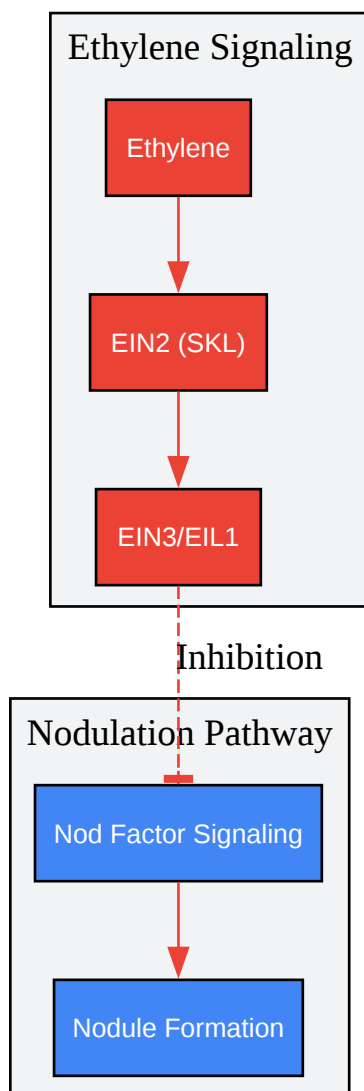 Ethylene Signaling
Ethylene
EIN2 (SKL)
EIN3/EIL1
Inhibition
Nodulation Pathway
Nod Factor Signaling
Nodule Formation